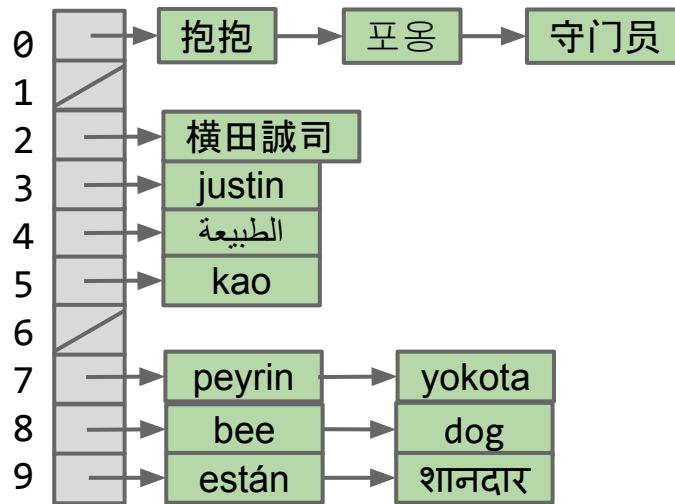 0 抱抱 포옹 守门员
1
2 横田誠司
3 justin
4 الطبيعة
5 kao
6
7 peyrin yokota
8 bee dog
9 están शानदार